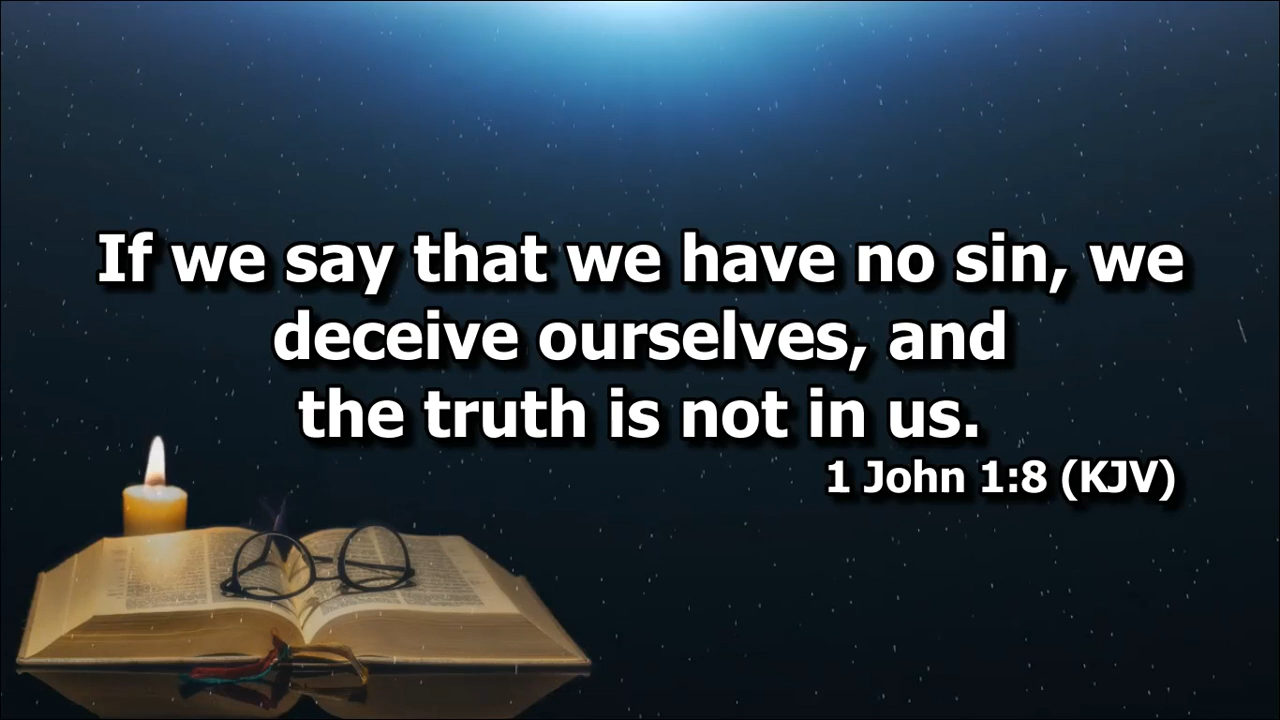 If we say that we have no sin, we
deceive ourselves, and
the truth is not in us.
1 John 1:8 (KJV)